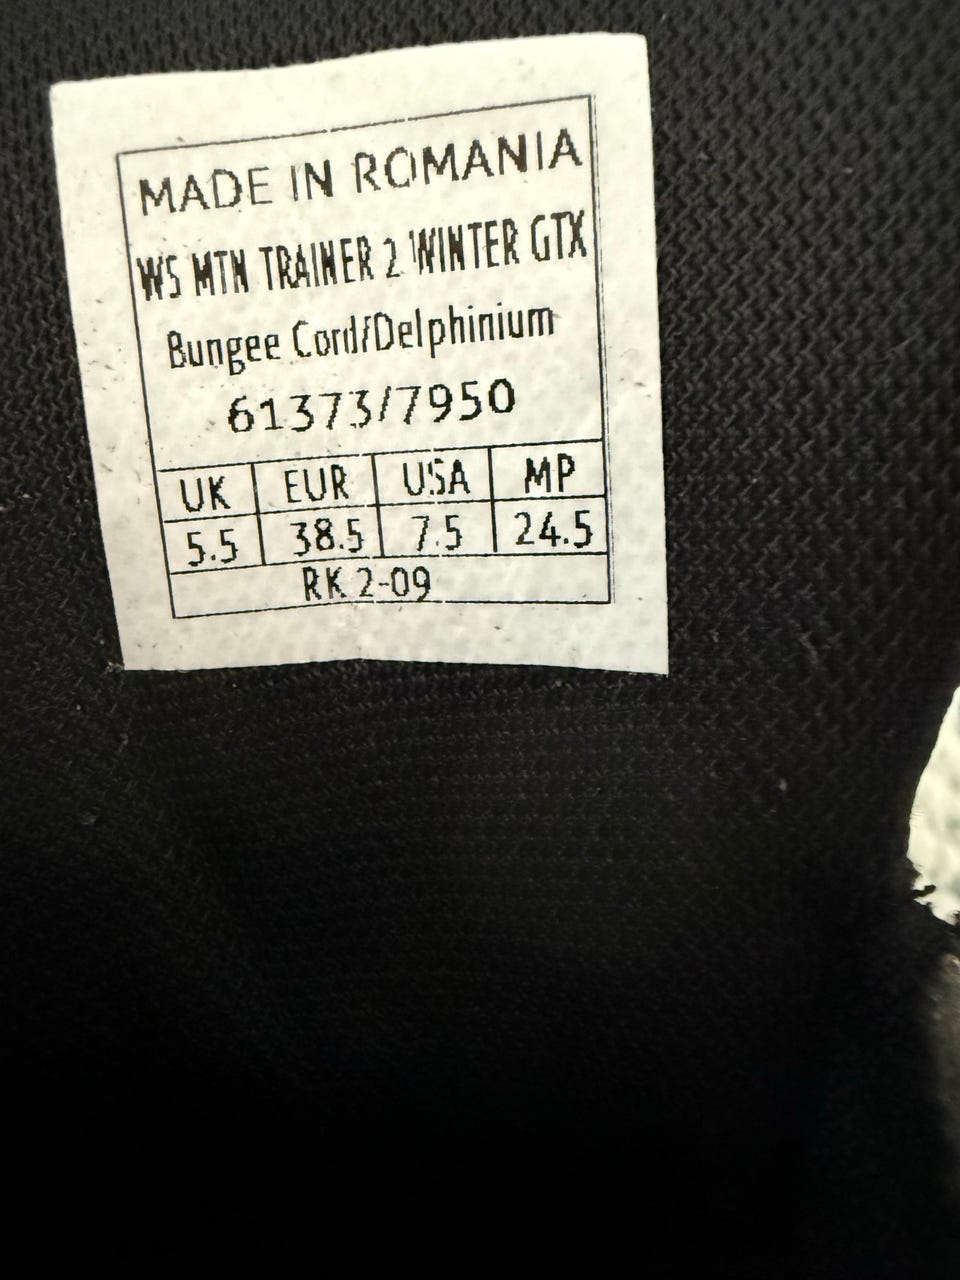 MADE IN ROMANIA
WS MTN TRAINER 2 WINTER GTX
Bungee Cord/Delphinium
61373/7950
UK EUR USA MP
5.5 38.5 7.5 24.5
RK 2-09